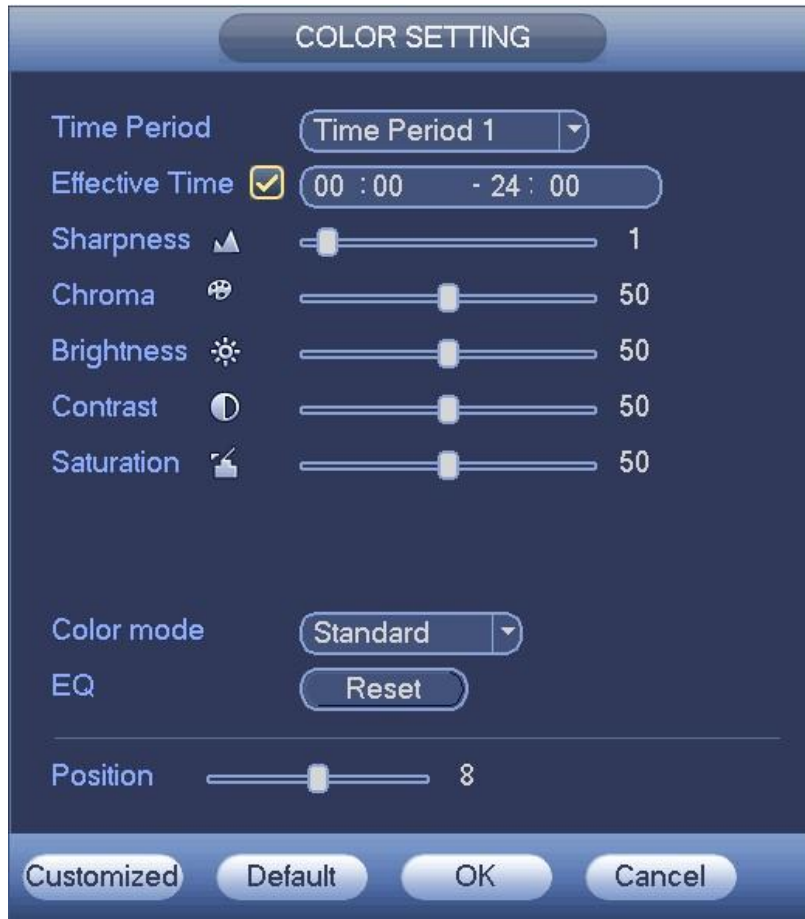 COLOR SETTING
Time Period Time Period 1
Effective Time 00 : 00 - 24 : 00
Sharpness 1
Chroma 50
Brightness 50
Contrast 50
Saturation 50
Color mode Standard
EQ Reset
Position 8
Customized Default OK Cancel